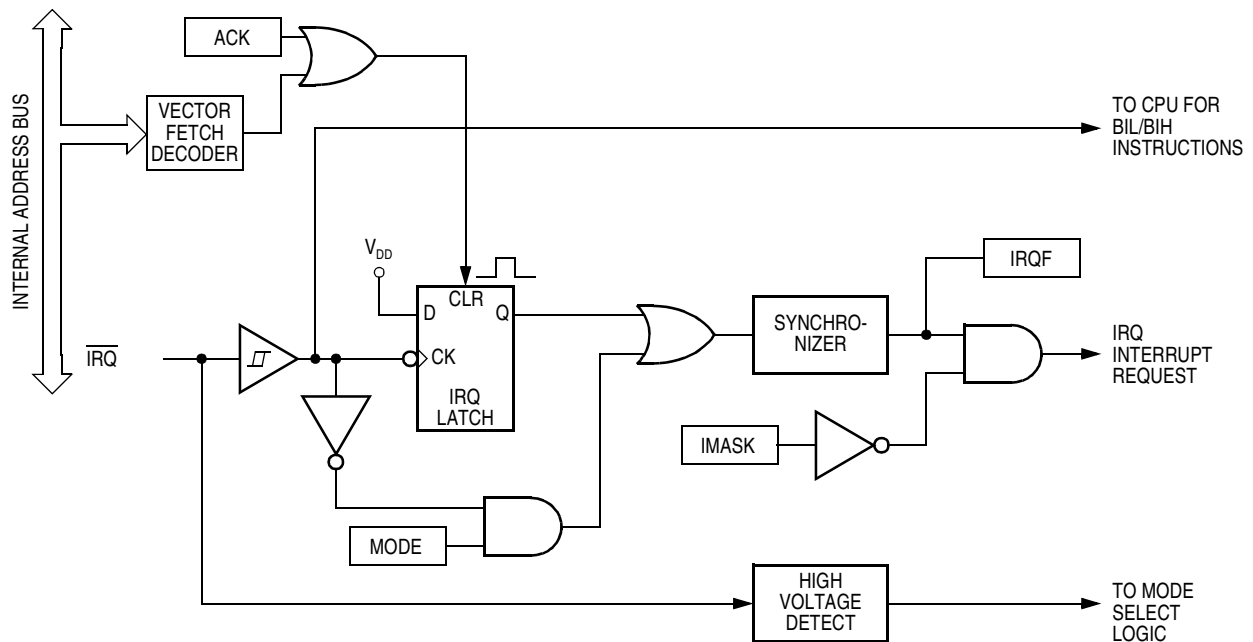 INTERNAL ADDRESS BUS
ACK
VECTOR
FETCH
DECODER
TO CPU FOR
BIL/BIH
INSTRUCTIONS
VDD
CLR
D
Q
CK
IRQ
LATCH
IRQ
SYNCHRO-
NIZER
IRQF
IRQ
INTERRUPT
REQUEST
IMASK
MODE
HIGH
VOLTAGE
DETECT
TO MODE
SELECT
LOGIC